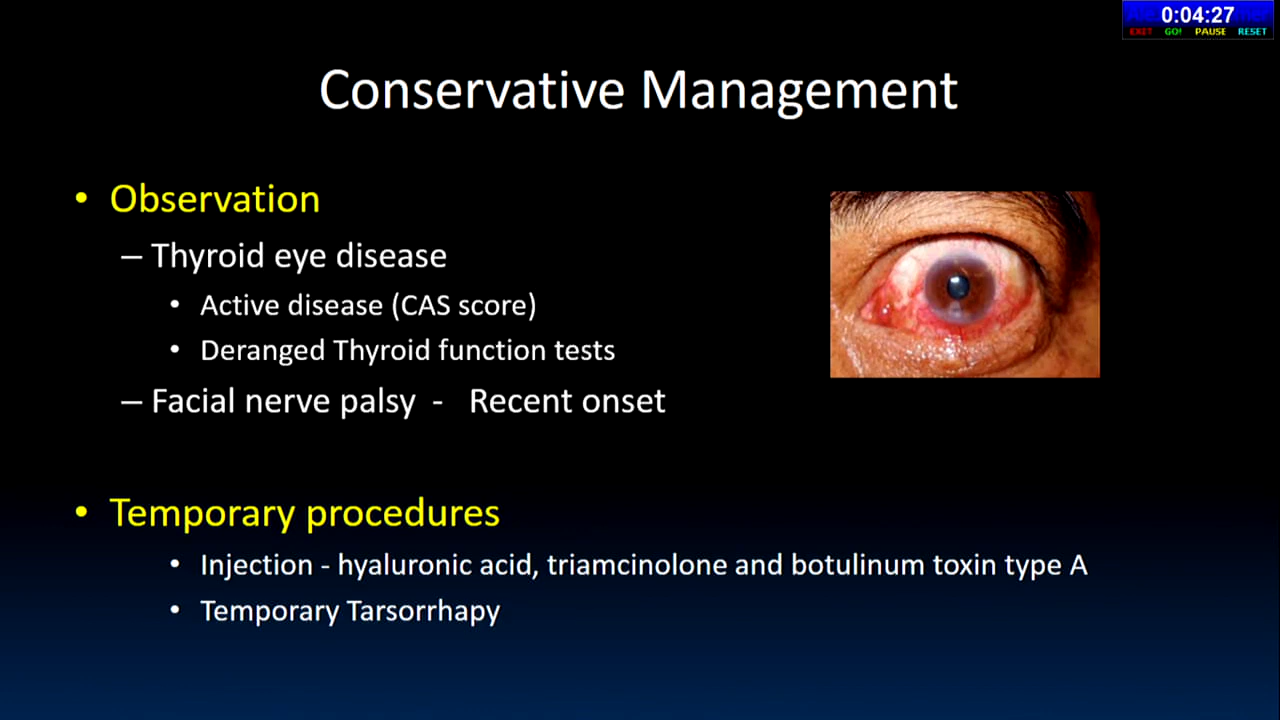 0:04:27
EXIT GO! PAUSE RESET
Conservative Management
• Observation
– Thyroid eye disease
• Active disease (CAS score)
• Deranged Thyroid function tests
– Facial nerve palsy - Recent onset
• Temporary procedures
• Injection - hyaluronic acid, triamcinolone and botulinum toxin type A
• Temporary Tarsorrhapy